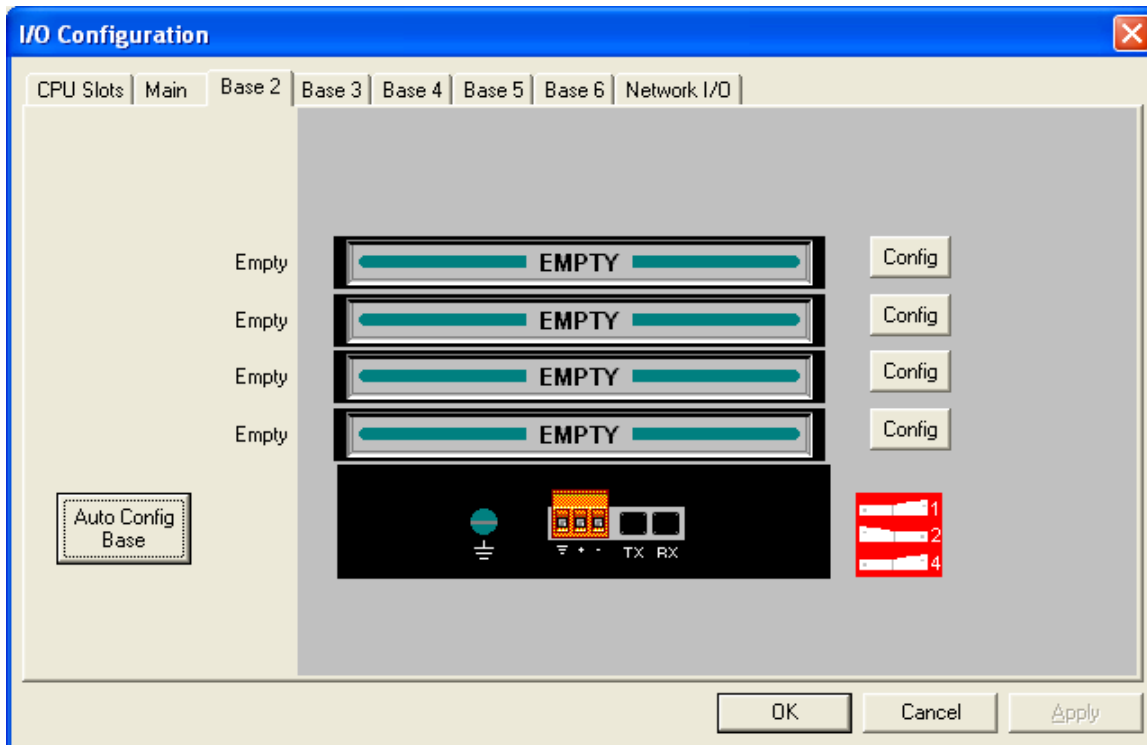 I/O Configuration
CPU Slots Main Base 2 Base 3 Base 4 Base 5 Base 6 Network I/O
Empty EMPTY Config
Empty EMPTY Config
Empty EMPTY Config
Empty EMPTY Config
Auto Config
Base
+ - TX RX
1
2
4
OK Cancel Apply